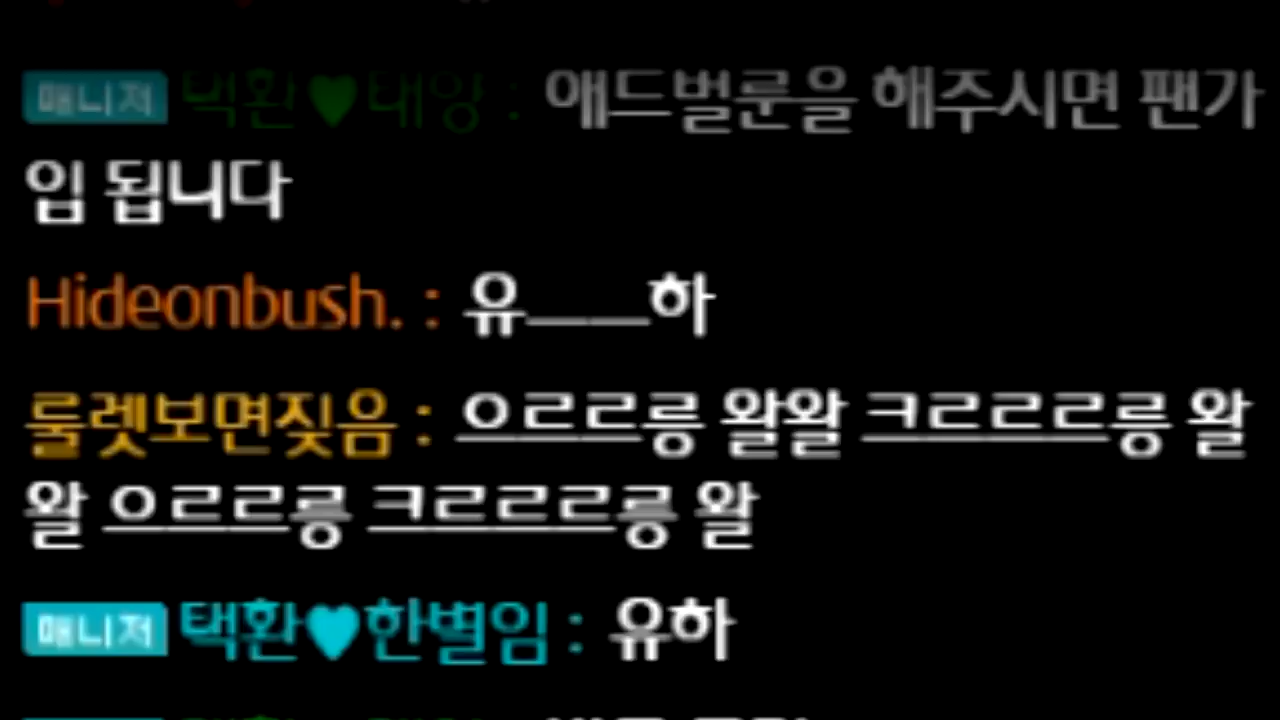 매니저 택환♥태양 : 애드벌룬을 해주시면 팬가
입 됩니다
Hideonbush. : 유___하
룰렛보면짖음 : 으르르릉 왈왈 크르르르릉 왈
왈 으르르릉 크르르르릉 왈
매니저 택환♥한별임 : 유하